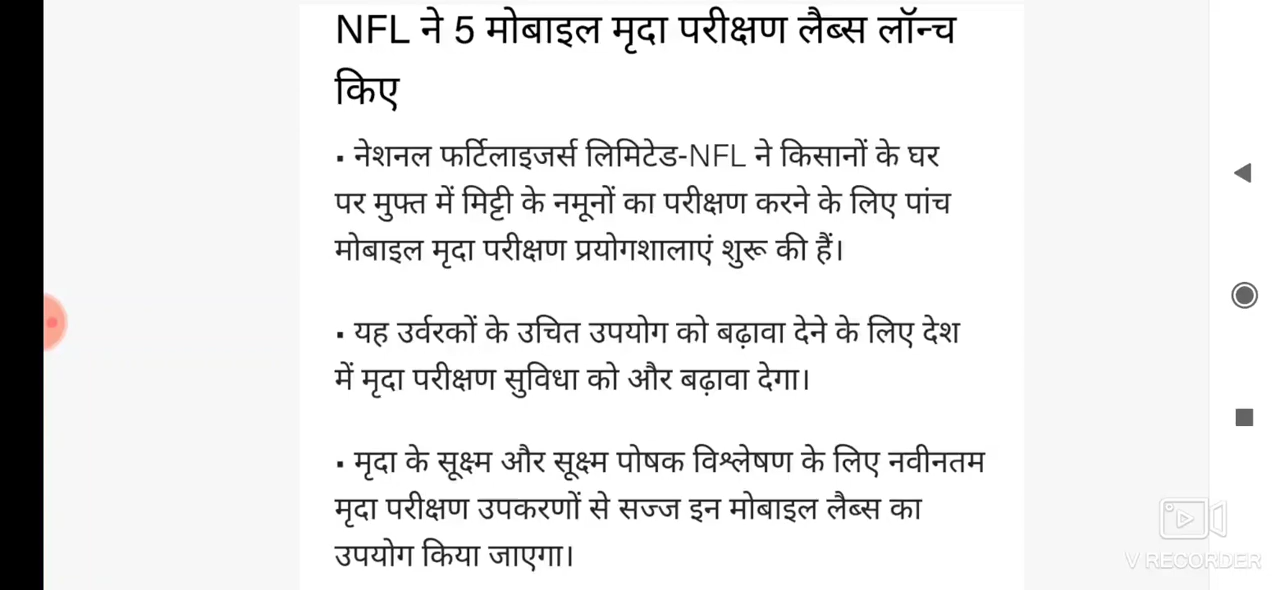 NFL ने 5 मोबाइल मृदा परीक्षण लैब्स लॉन्च
किए
▪ नेशनल फर्टिलाइजर्स लिमिटेड-NFL ने किसानों के घर
पर मुफ्त में मिट्टी के नमूनों का परीक्षण करने के लिए पांच
मोबाइल मृदा परीक्षण प्रयोगशालाएं शुरू की हैं।
▪ यह उर्वरकों के उचित उपयोग को बढ़ावा देने के लिए देश
में मृदा परीक्षण सुविधा को और बढ़ावा देगा।
▪ मृदा के सूक्ष्म और सूक्ष्म पोषक विश्लेषण के लिए नवीनतम
मृदा परीक्षण उपकरणों से सज्ज इन मोबाइल लैब्स का
उपयोग किया जाएगा।
V RECORDER